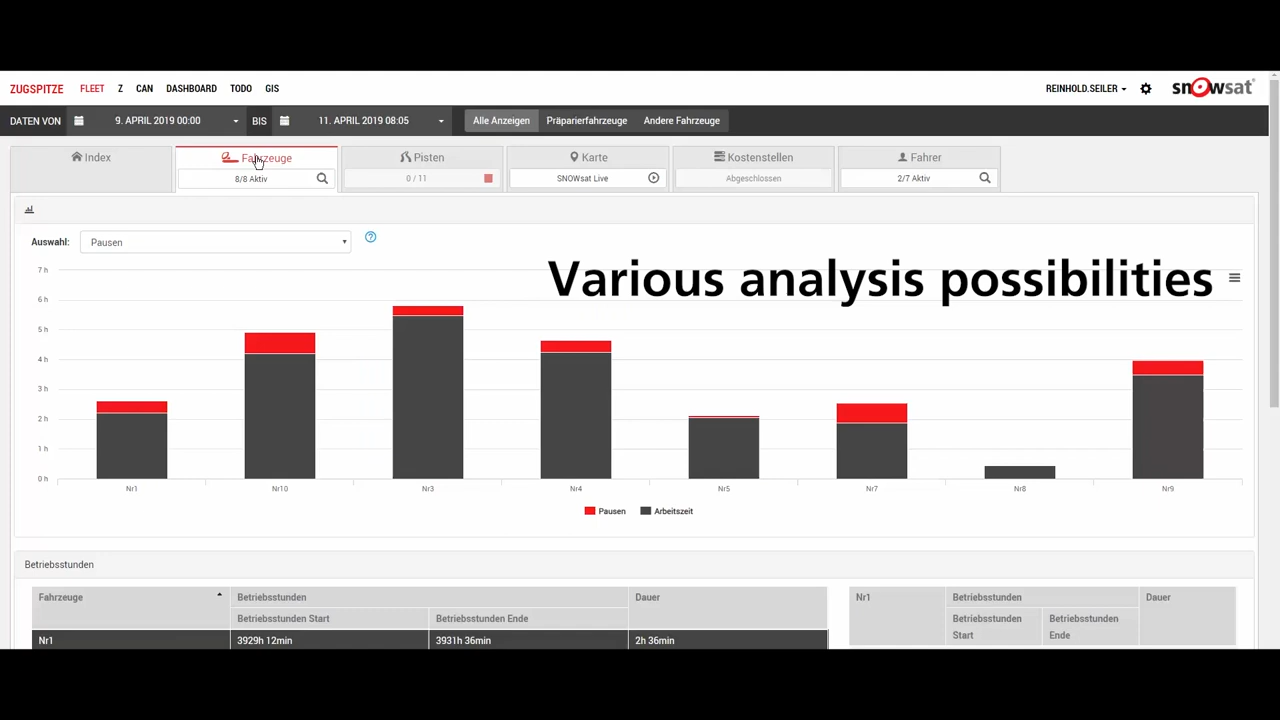 ZUGSPITZE FLEET Z CAN DASHBOARD TODO GIS REINHOLD.SEILER snowsat
DATEN VON 9. APRIL 2019 00:00 BIS 11. APRIL 2019 08:05 Alle Anzeigen Präparierfahrzeuge Andere Fahrzeuge
Index Fahrzeuge Pisten Karte Kostenstellen Fahrer
8/8 Aktiv 0 / 11 SNOWsat Live Abgeschlossen 2/7 Aktiv
Auswahl: Pausen
Various analysis possibilities
7 h
6 h
5 h
4 h
3 h
2 h
1 h
0 h
Nr1 Nr10 Nr3 Nr4 Nr5 Nr7 Nr8 Nr9
Pausen Arbeitszeit
Betriebsstunden
Fahrzeuge Betriebsstunden Dauer Nr1 Betriebsstunden Dauer
Betriebsstunden Start Betriebsstunden Ende Betriebsstunden Start Betriebsstunden Ende
Nr1 3929h 12min 3931h 36min 2h 36min